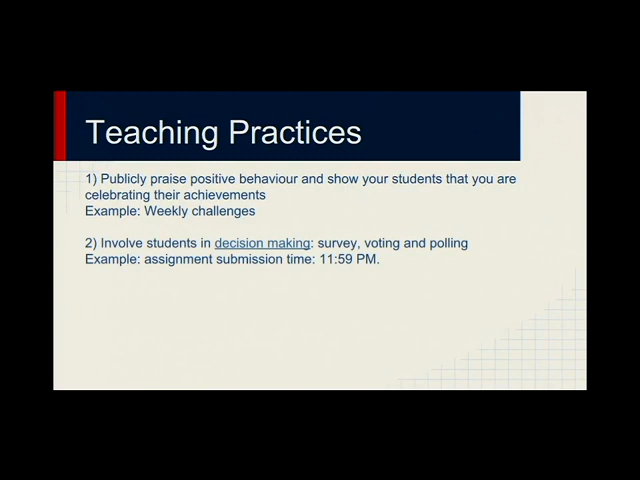 Teaching Practices
1) Publicly praise positive behaviour and show your students that you are
celebrating their achievements
Example: Weekly challenges
2) Involve students in decision making: survey, voting and polling
Example: assignment submission time: 11:59 PM.